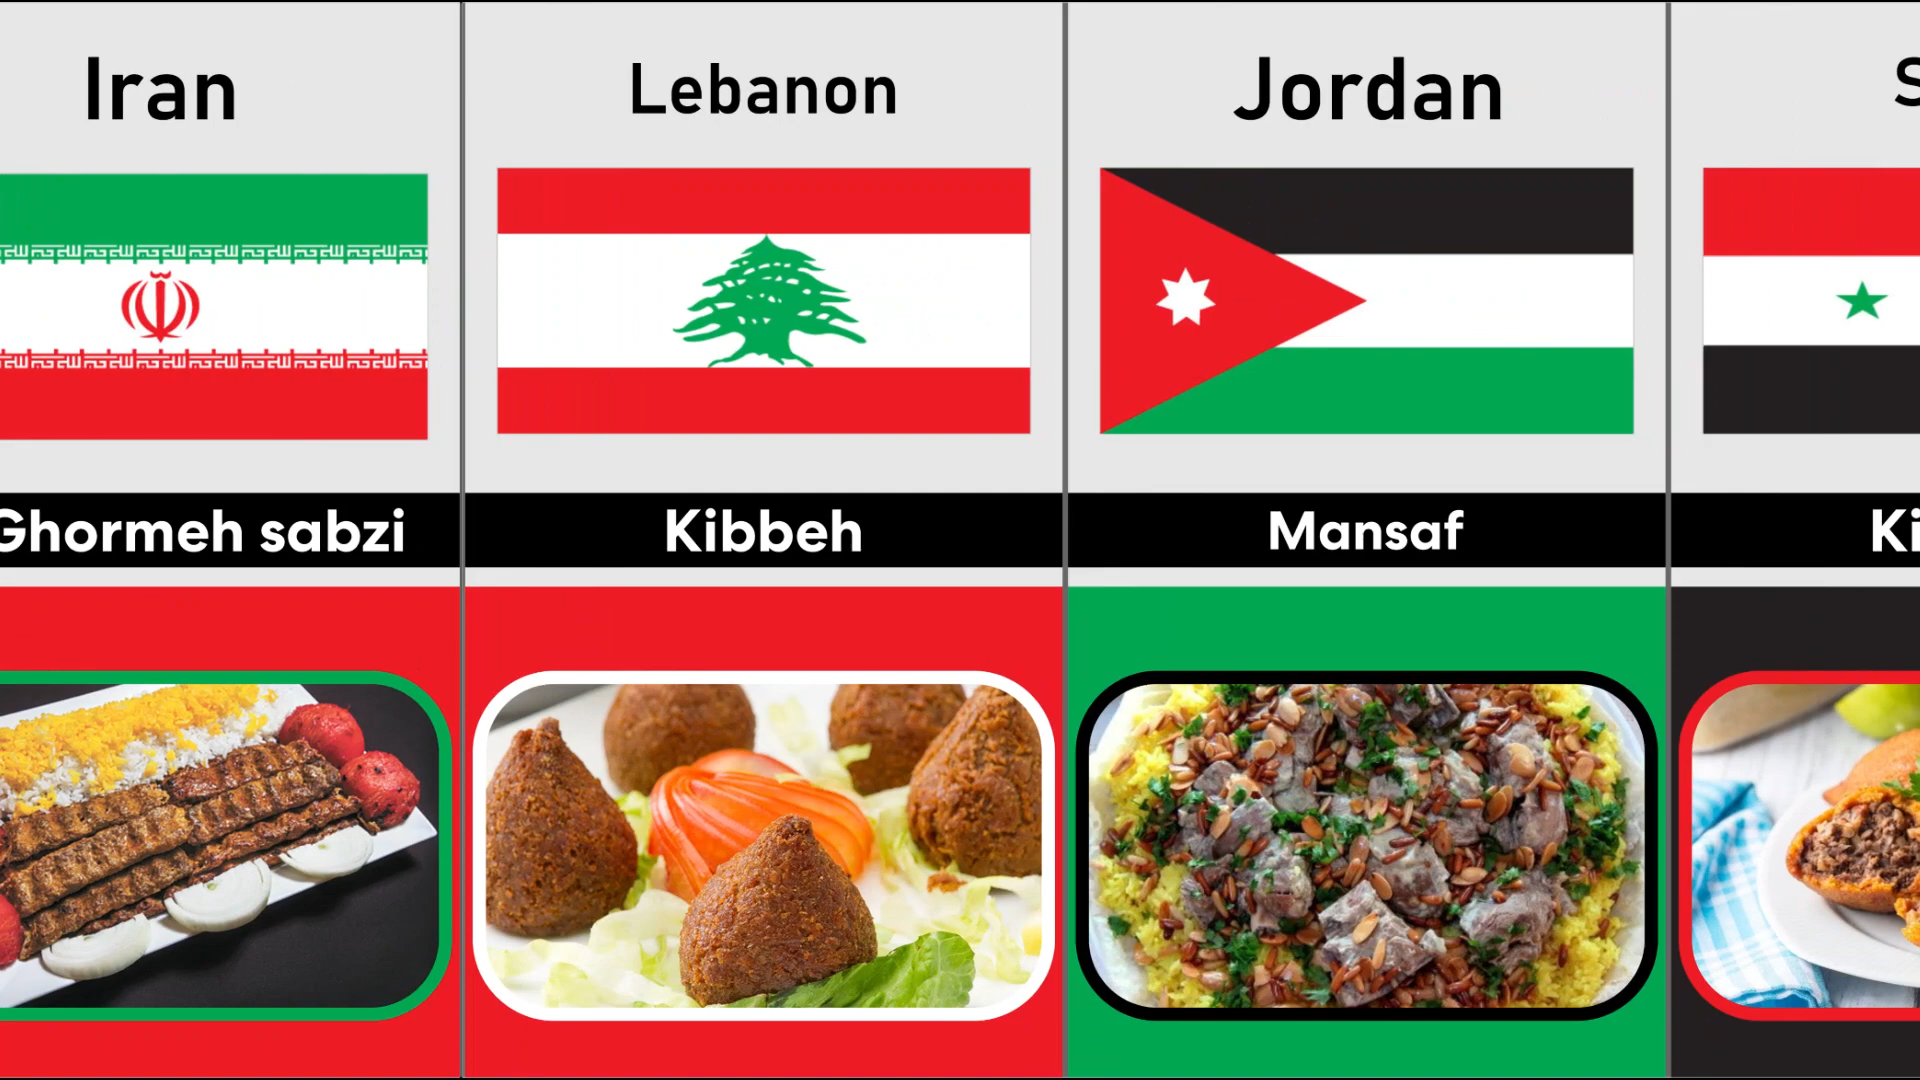 Iran
Lebanon
Jordan
Ghormeh sabzi
Kibbeh
Mansaf